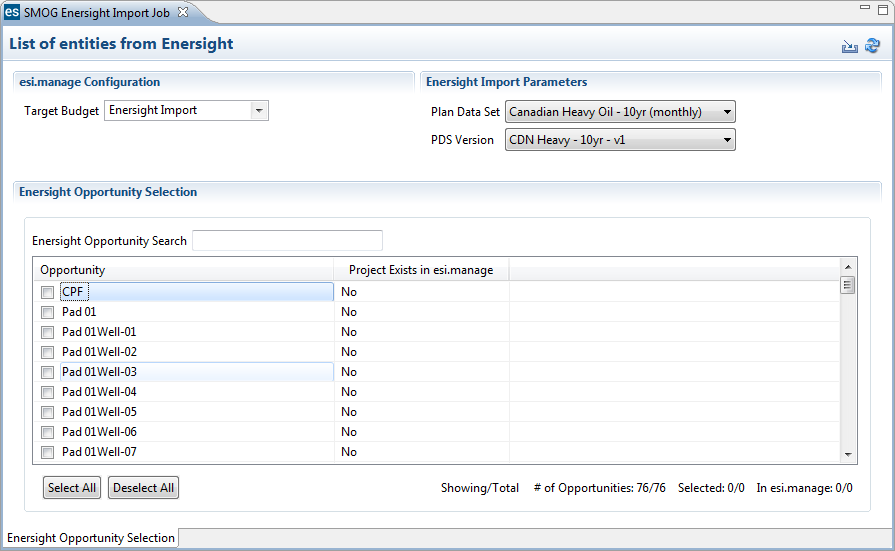 es SMOG Enersight Import Job
List of entities from Enersight
esi.manage Configuration
Enersight Import Parameters
Target Budget Enersight Import
Plan Data Set Canadian Heavy Oil - 10yr (monthly)
PDS Version CDN Heavy - 10yr - v1
Enersight Opportunity Selection
Enersight Opportunity Search
Opportunity Project Exists in esi.manage
CPF No
Pad 01 No
Pad 01Well-01 No
Pad 01Well-02 No
Pad 01Well-03 No
Pad 01Well-04 No
Pad 01Well-05 No
Pad 01Well-06 No
Pad 01Well-07 No
Select All Deselect All Showing/Total # of Opportunities: 76/76 Selected: 0/0 In esi.manage: 0/0
Enersight Opportunity Selection